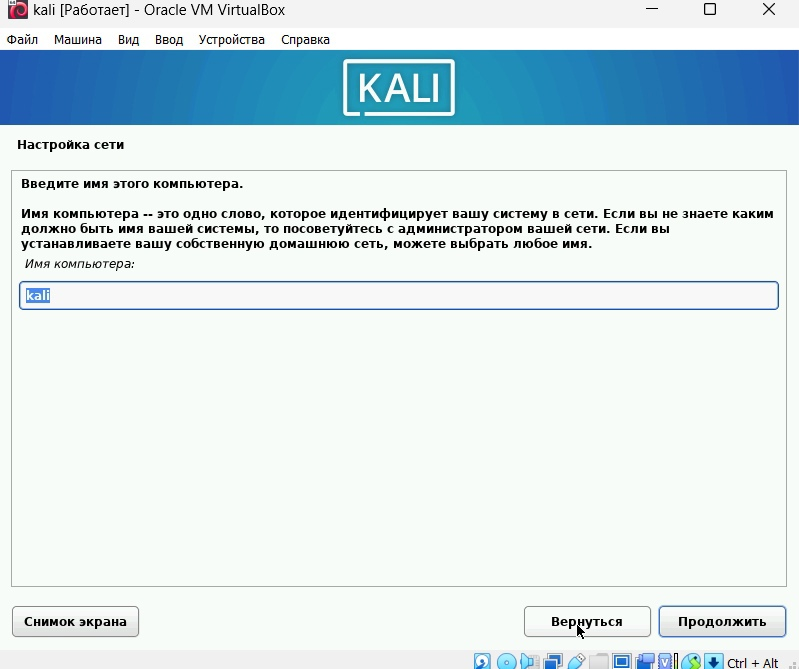 kali [Работает] - Oracle VM VirtualBox
Файл Машина Вид Ввод Устройства Справка
KALI
Настройка сети
Введите имя этого компьютера.
Имя компьютера -- это одно слово, которое идентифицирует вашу систему в сети. Если вы не знаете каким
должно быть имя вашей системы, то посоветуйтесь с администратором вашей сети. Если вы
устанавливаете вашу собственную домашнюю сеть, можете выбрать любое имя.
Имя компьютера:
kali
Снимок экрана Вернуться Продолжить
Ctrl + Alt